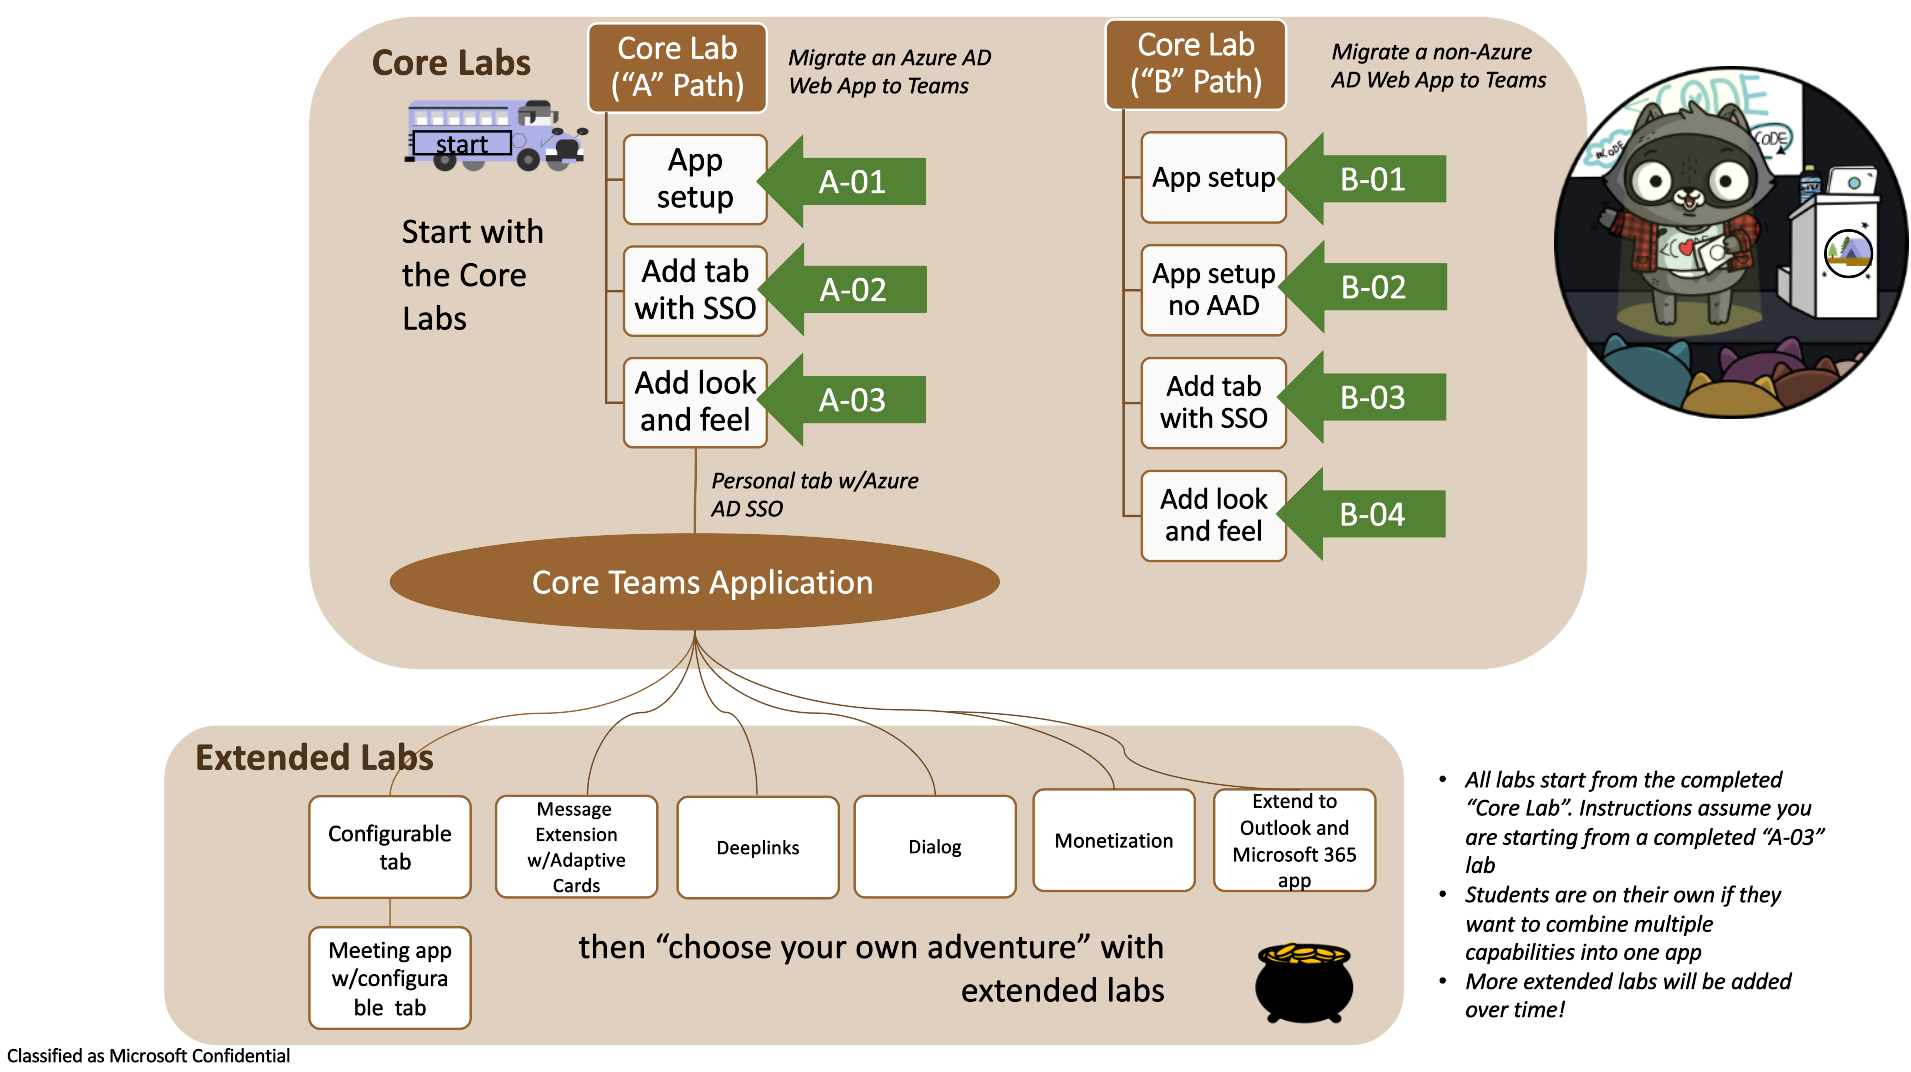 Core Labs
start
Start with
the Core
Labs
Core Lab
(“A” Path)
Migrate an Azure AD
Web App to Teams
App
setup
A-01
Add tab
with SSO
A-02
Add look
and feel
A-03
Personal tab w/Azure
AD SSO
Core Teams Application
Core Lab
(“B” Path)
Migrate a non-Azure
AD Web App to Teams
App setup
B-01
App setup
no AAD
B-02
Add tab
with SSO
B-03
Add look
and feel
B-04
CODE
CODE
Extended Labs
Configurable
tab
Message
Extension
w/Adaptive
Cards
Deeplinks
Dialog
Monetization
Extend to
Outlook and
Microsoft 365
app
Meeting app
w/configura
ble tab
then “choose your own adventure” with
extended labs
• All labs start from the completed
“Core Lab”. Instructions assume you
are starting from a completed “A-03”
lab
• Students are on their own if they
want to combine multiple
capabilities into one app
• More extended labs will be added
over time!
Classified as Microsoft Confidential